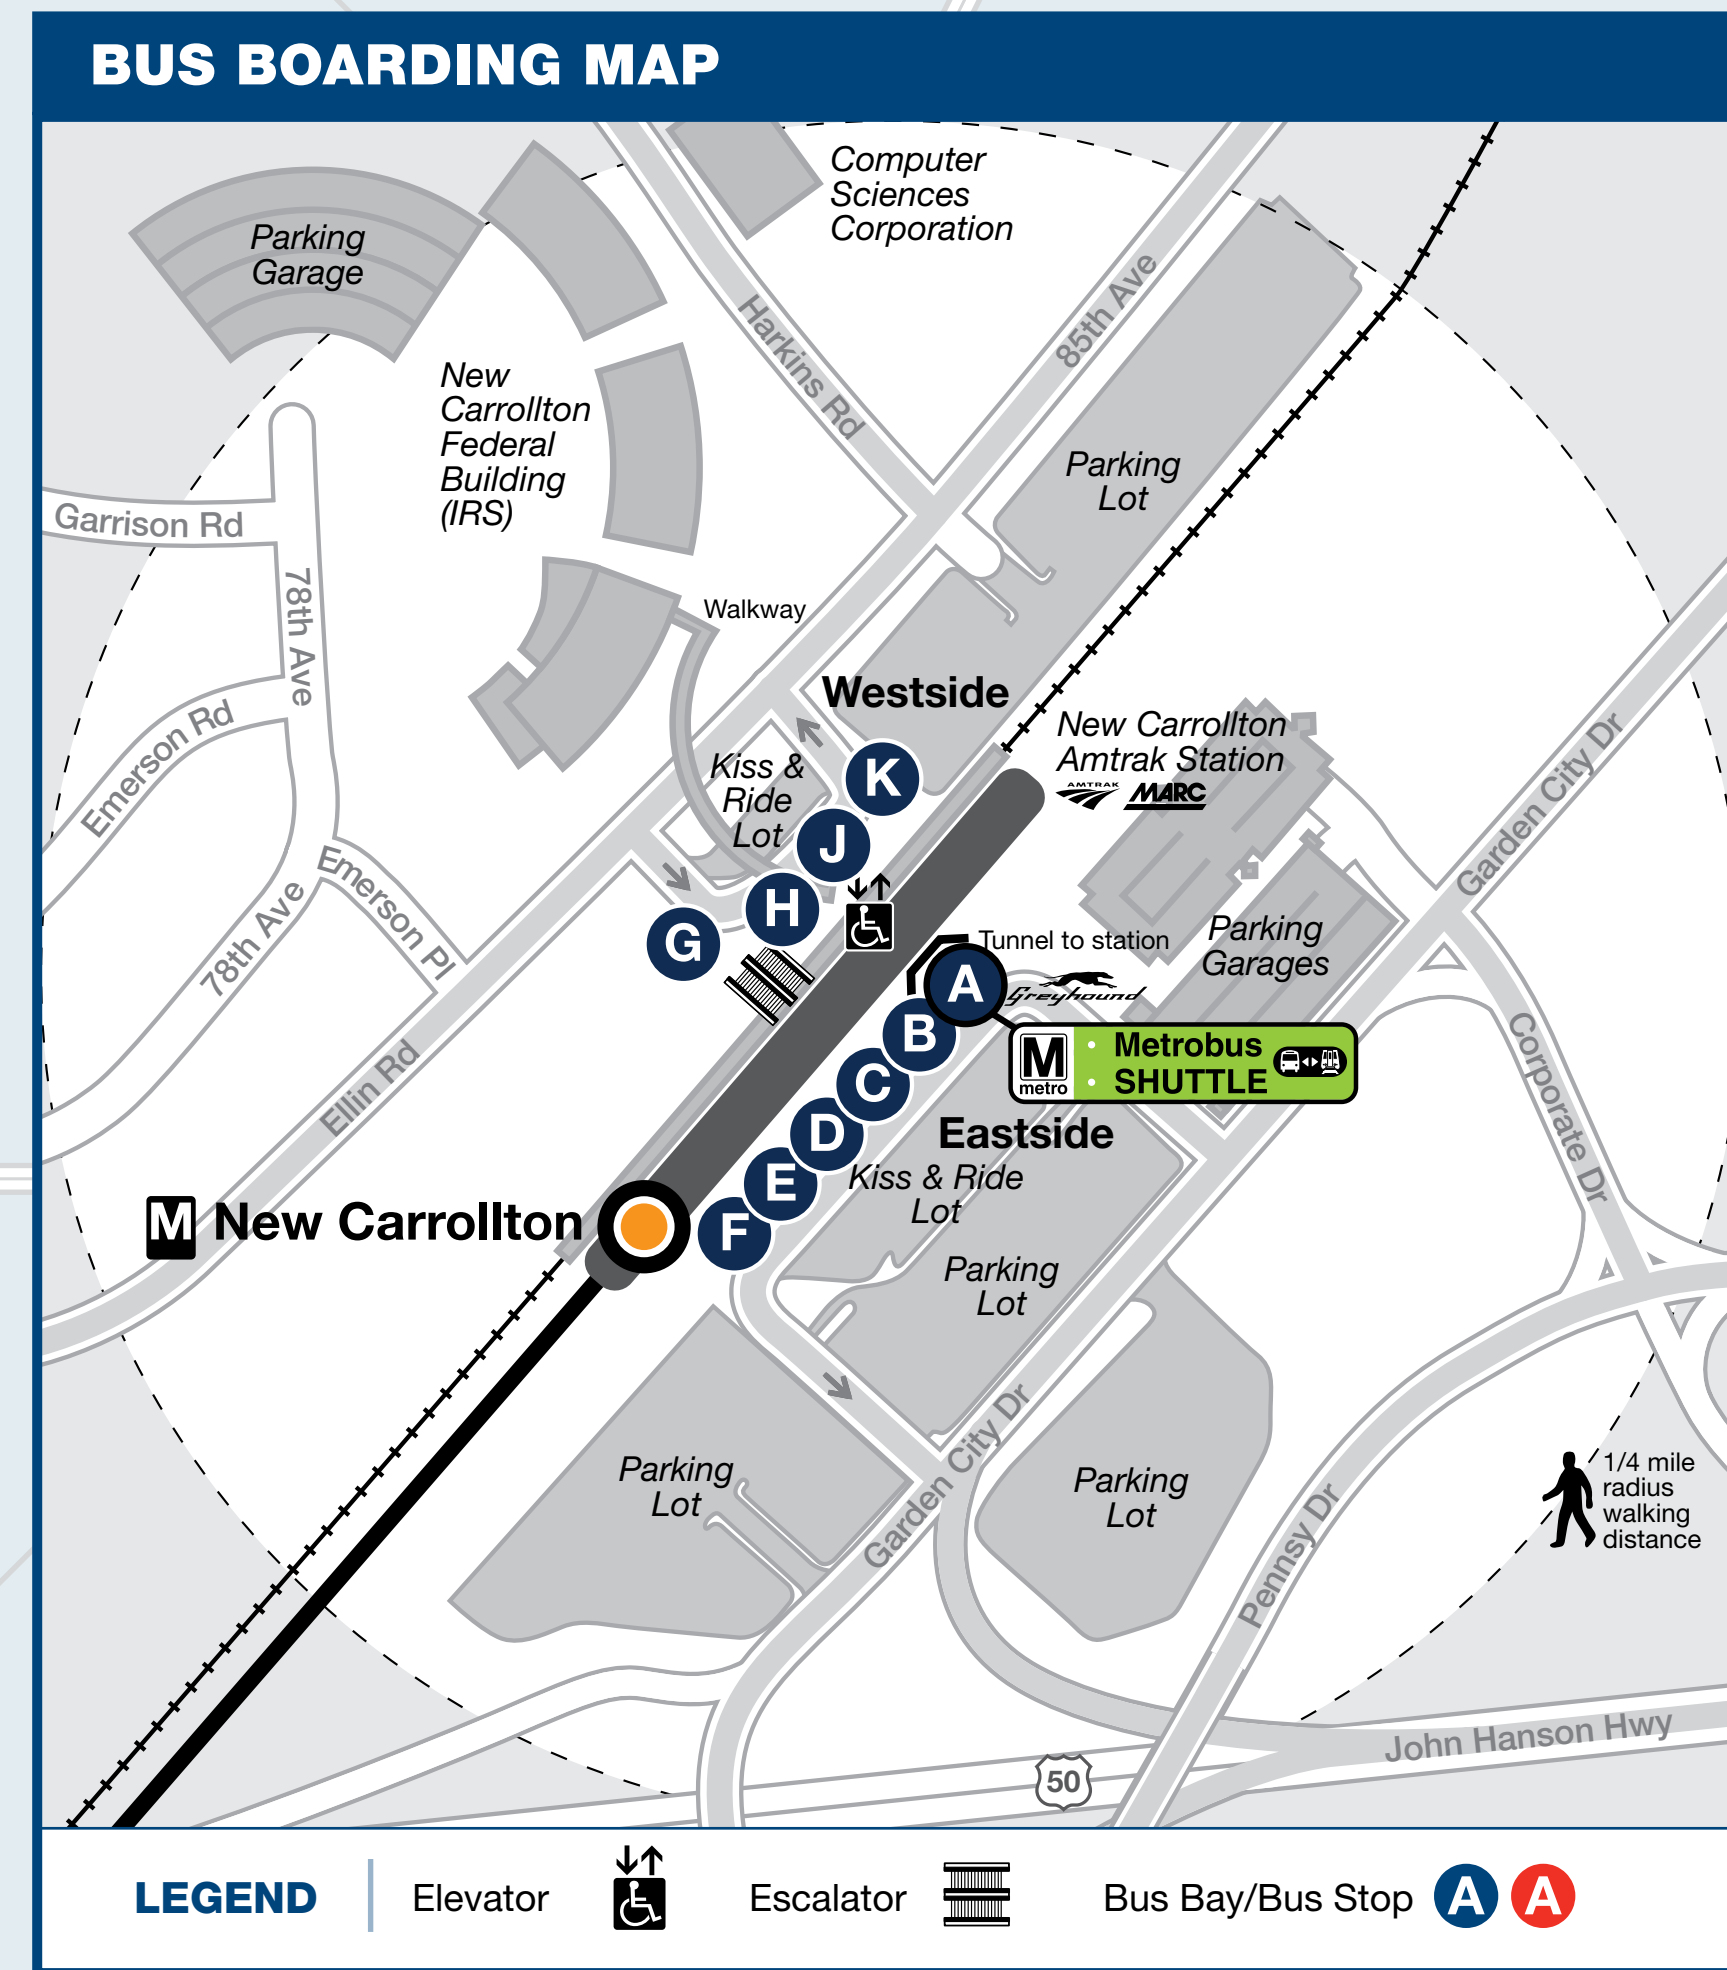 BUS BOARDING MAP
Computer
Sciences
Corporation
Parking
Garage
Harkins Rd
85th Ave
New
Carrollton
Federal
Building
(IRS)
Parking
Lot
Garrison Rd
78th Ave
Walkway
Westside
Emerson Rd
New Carrollton
Amtrak Station
AMTRAK
MARC
Kiss &
Ride
Lot
K
J
H
G
Garden City Dr
Emerson Pl
78th Ave
Tunnel to station
Parking
Garages
A
Greyhound
B
M
metro
• Metrobus
• SHUTTLE
C
D
E
F
Eastside
Kiss & Ride
Lot
Corporate Dr
Ellin Rd
M New Carrollton
Parking
Lot
Parking
Lot
Garden City Dr
Parking
Lot
Pennsy Dr
1/4 mile
radius
walking
distance
John Hanson Hwy
50
LEGEND
Elevator
Escalator
Bus Bay/Bus Stop
A
A